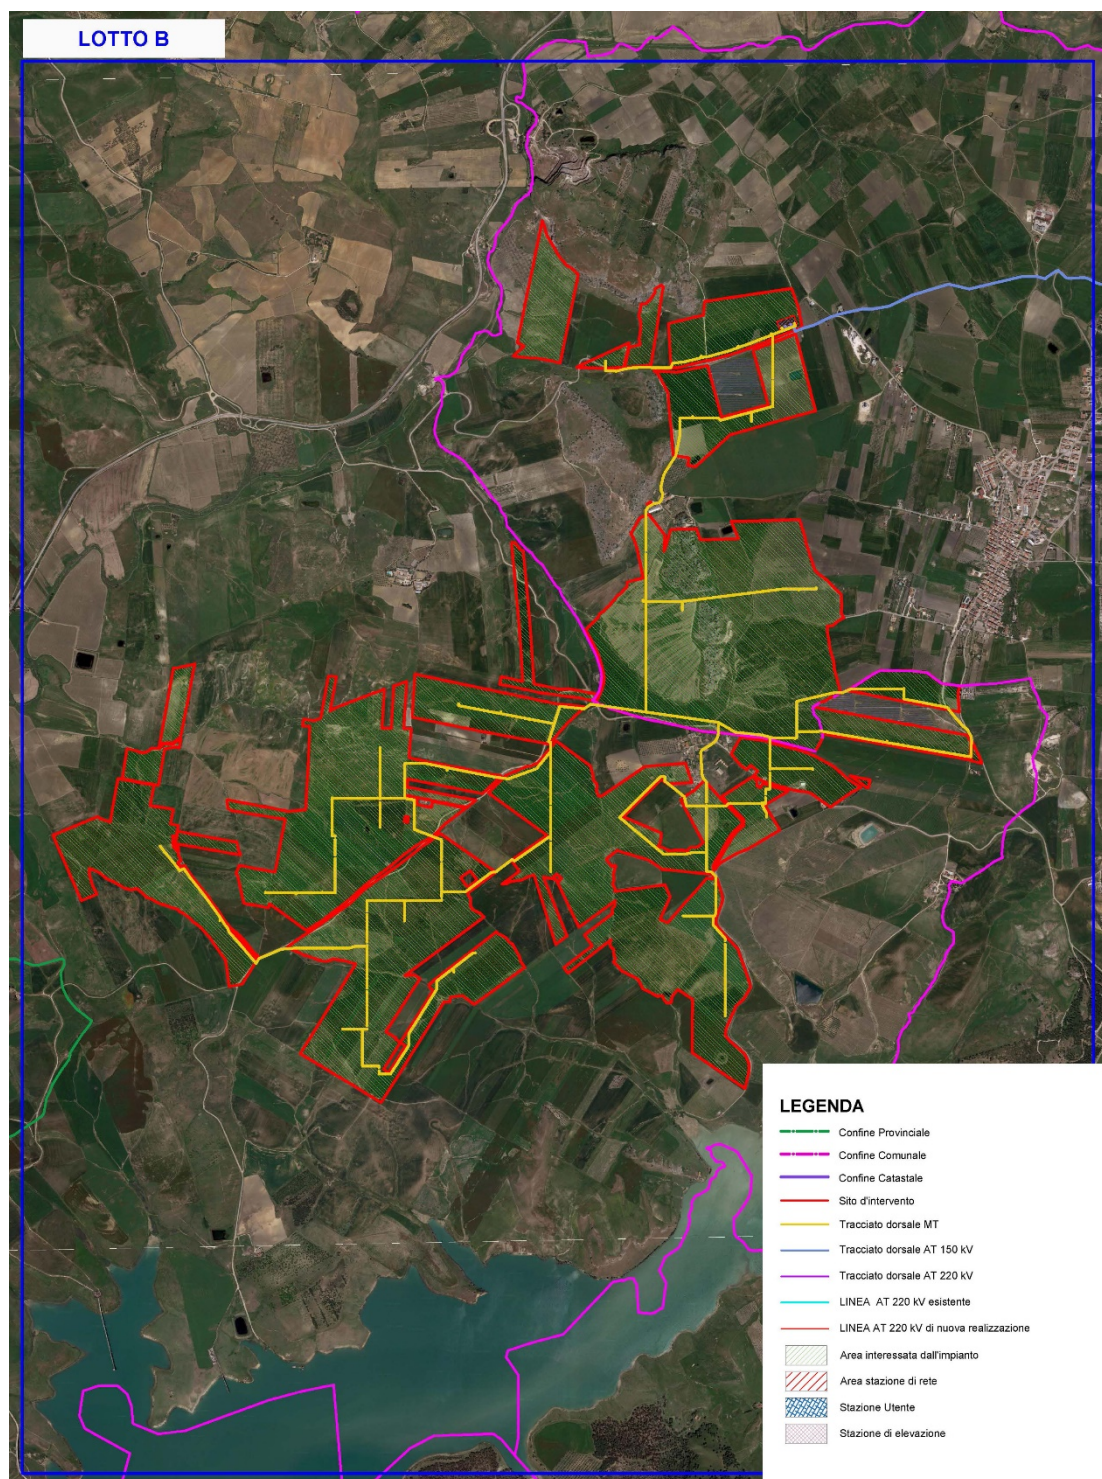 LOTTO B
LEGENDA
Confine Provinciale
Confine Comunale
Confine Catastale
Sito d'intervento
Tracciato dorsale MT
Tracciato dorsale AT 150 kV
Tracciato dorsale AT 220 kV
LINEA AT 220 kV esistente
LINEA AT 220 kV di nuova realizzazione
Area interessata dall'impianto
Area stazione di rete
Stazione Utente
Stazione di elevazione